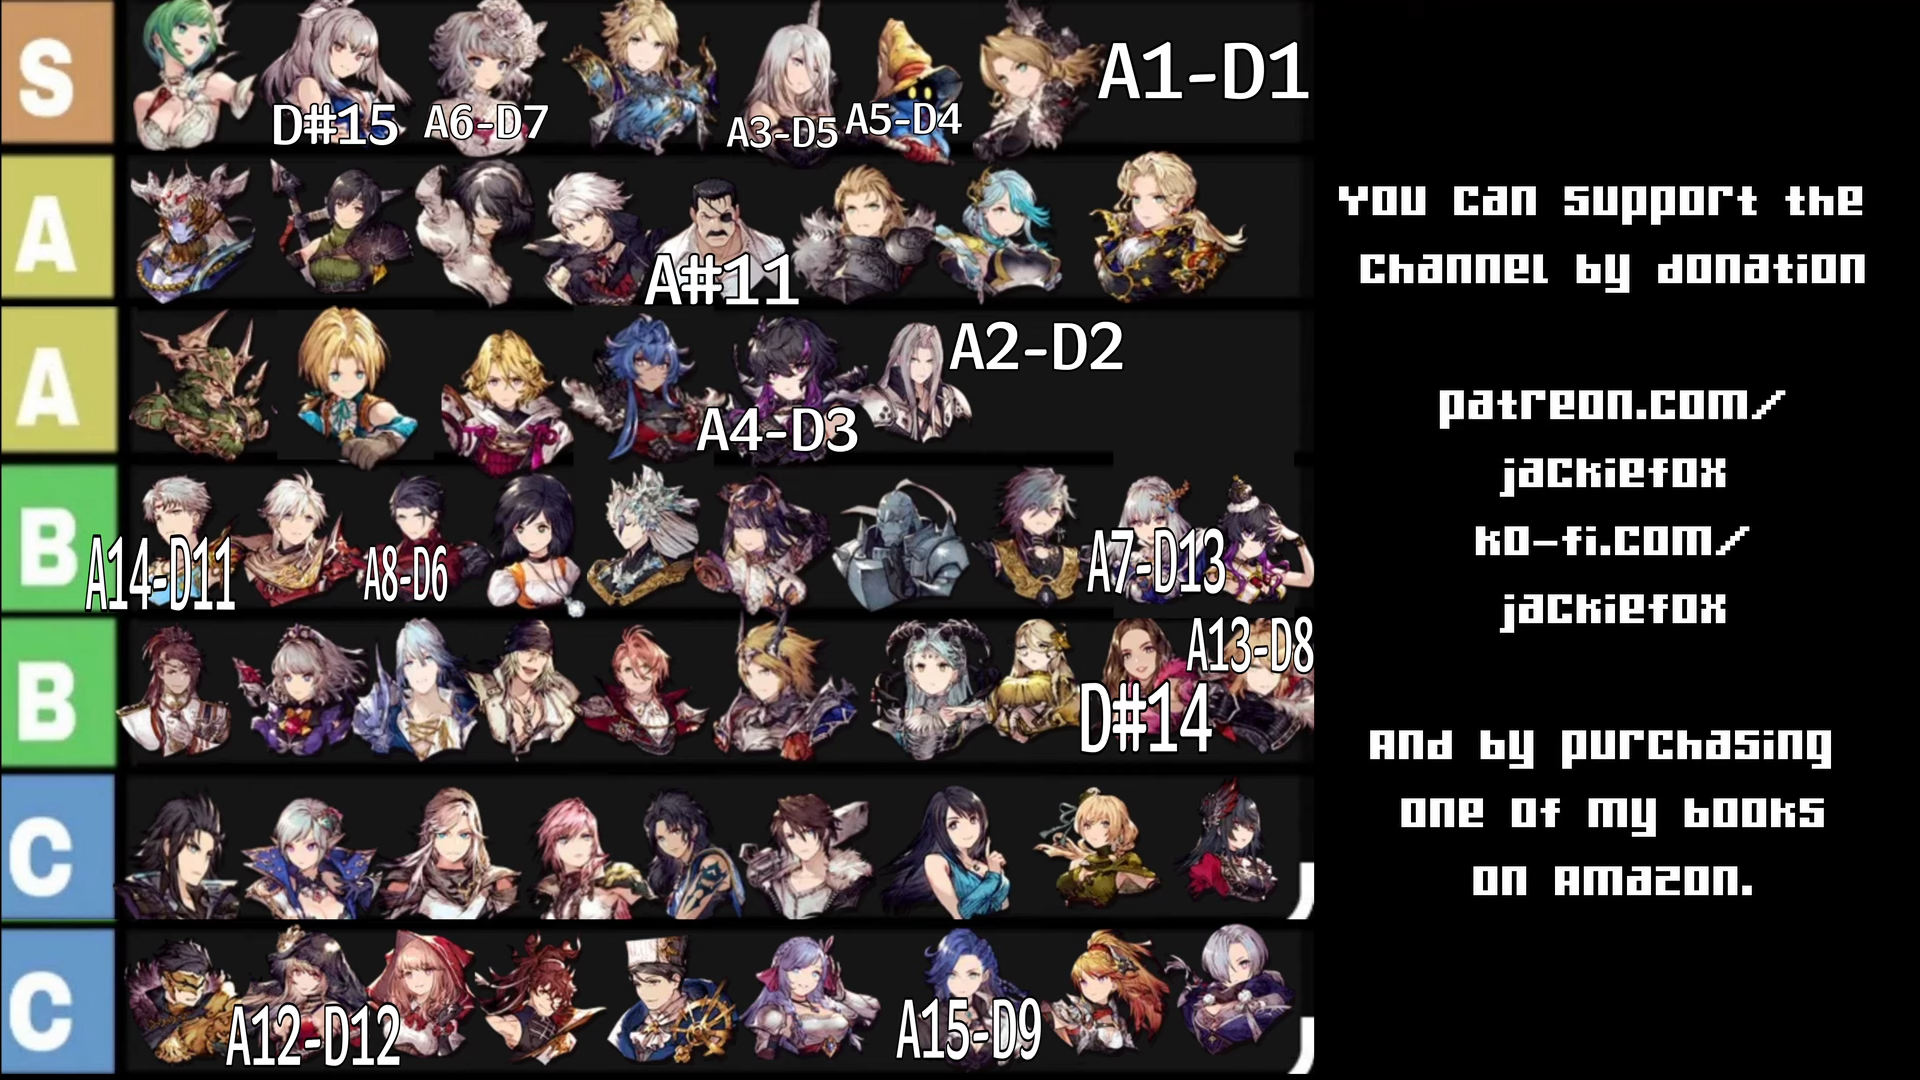 S
D#15
A6-D7
A3-D5
A5-D4
A1-D1
A
A#11
A
A4-D3
A2-D2
B
A14-D11
A8-D6
A7-D13
B
D#14
A13-D8
C
C
A12-D12
A15-D9
You can support the
channel by donation
patreon.com/
jackiefox
ko-fi.com/
jackiefox
And by purchasing
one of my books
on Amazon.